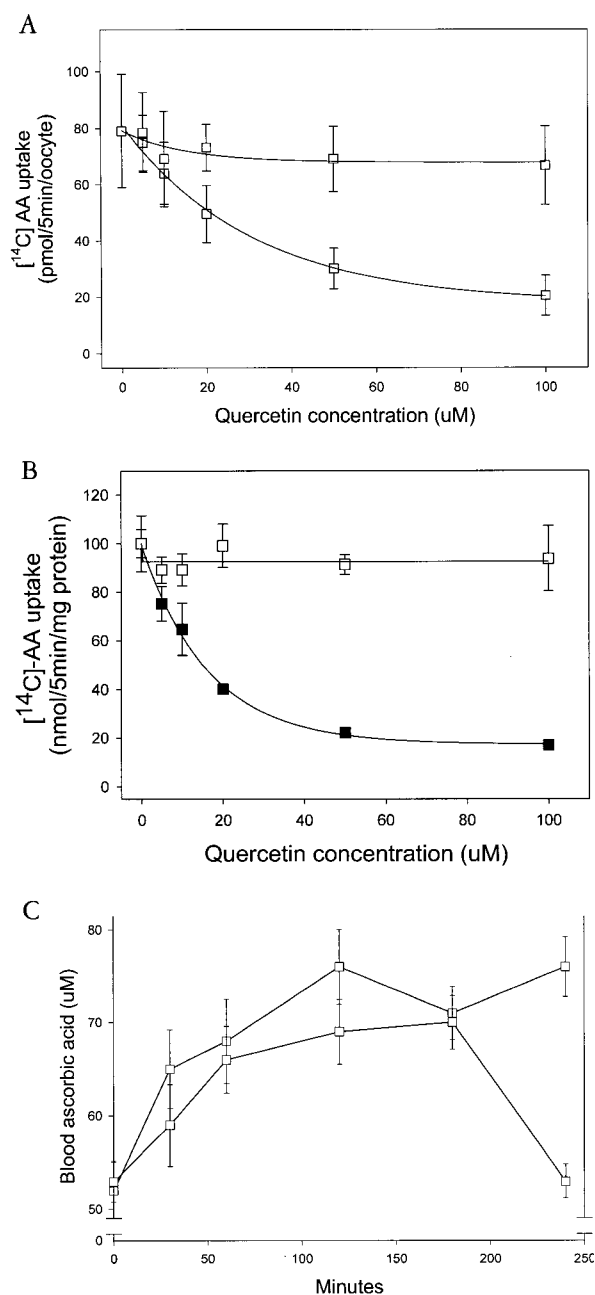 A
[14C] AA uptake
(pmol/5min/oocyte)
100
80
60
40
20
0
0 20 40 60 80 100
Quercetin concentration (uM)
B
[14C]-AA uptake
(nmol/5min/mg protein)
120
100
80
60
40
20
0
0 20 40 60 80 100
Quercetin concentration (uM)
C
Blood ascorbic acid (uM)
80
70
60
50
0
0 50 100 150 200 250
Minutes